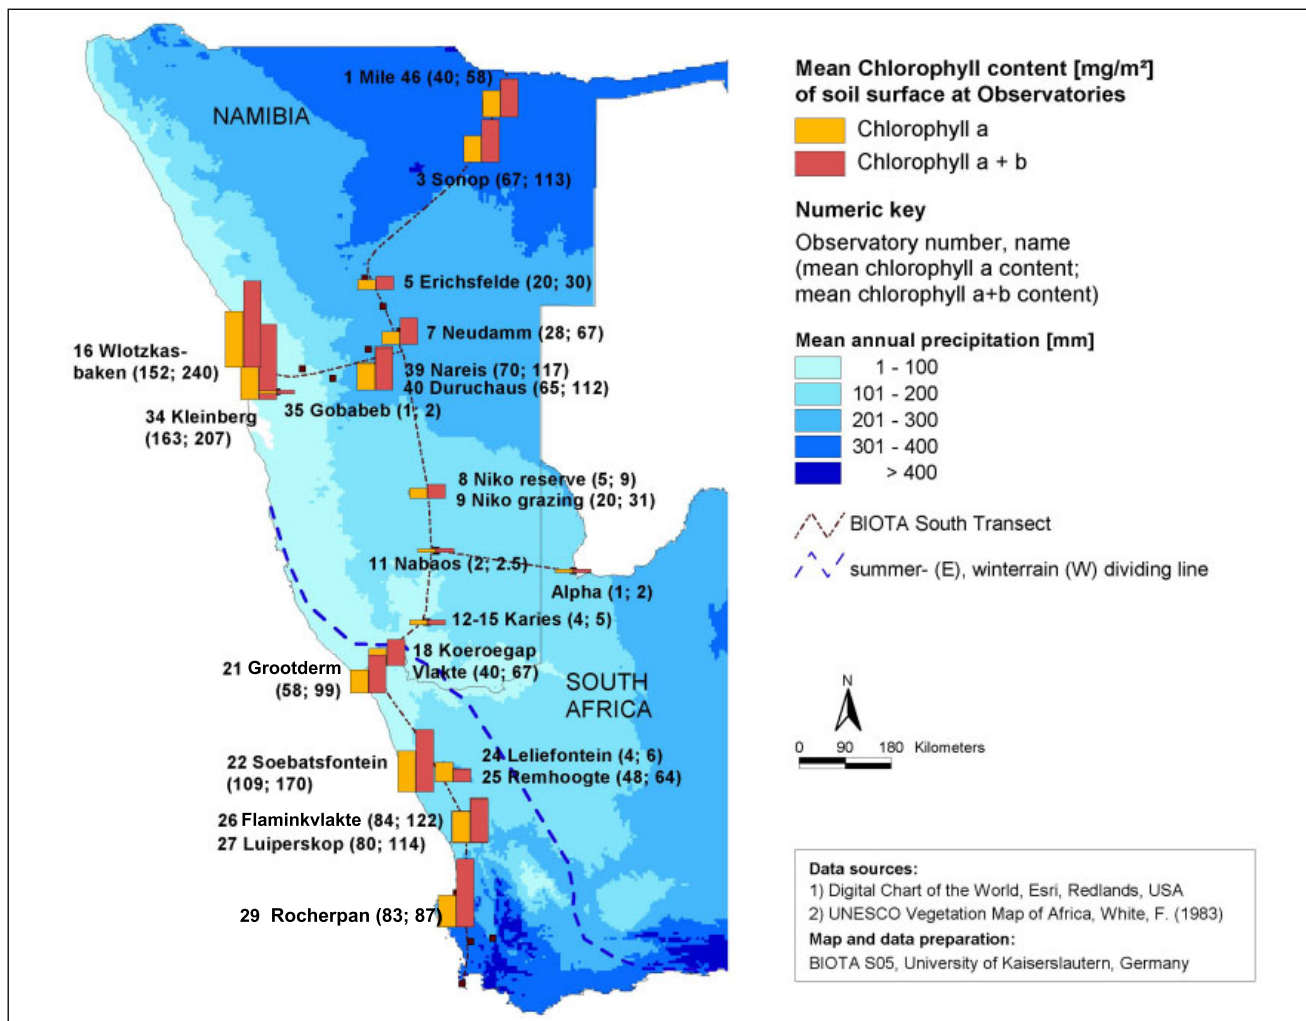 1 Mile 46 (40; 58)
NAMIBIA
3 Sonop (67; 113)
5 Erichsfelde (20; 30)
7 Neudamm (28; 67)
16 Wlotzkas-
baken (152; 240)
39 Nareis (70; 117)
40 Duruchaus (65; 112)
35 Gobabeb (1; 2)
34 Kleinberg
(163; 207)
8 Niko reserve (5; 9)
9 Niko grazing (20; 31)
11 Nabaos (2; 2.5)
Alpha (1; 2)
12-15 Karies (4; 5)
18 Koeroegap
Vlakte (40; 67)
21 Grootderm
(58; 99)
SOUTH
AFRICA
22 Soebatsfontein
(109; 170)
24 Leliefontein (4; 6)
25 Remhoogte (48; 64)
26 Flaminkvlakte (84; 122)
27 Luiperskop (80; 114)
29 Rocherpan (83; 87)
Mean Chlorophyll content [mg/m²]
of soil surface at Observatories
Chlorophyll a
Chlorophyll a + b
Numeric key
Observatory number, name
(mean chlorophyll a content;
mean chlorophyll a+b content)
Mean annual precipitation [mm]
1 - 100
101 - 200
201 - 300
301 - 400
> 400
BIOTA South Transect
summer- (E), winterrain (W) dividing line
N
0 90 180 Kilometers
Data sources:
1) Digital Chart of the World, Esri, Redlands, USA
2) UNESCO Vegetation Map of Africa, White, F. (1983)
Map and data preparation:
BIOTA S05, University of Kaiserslautern, Germany